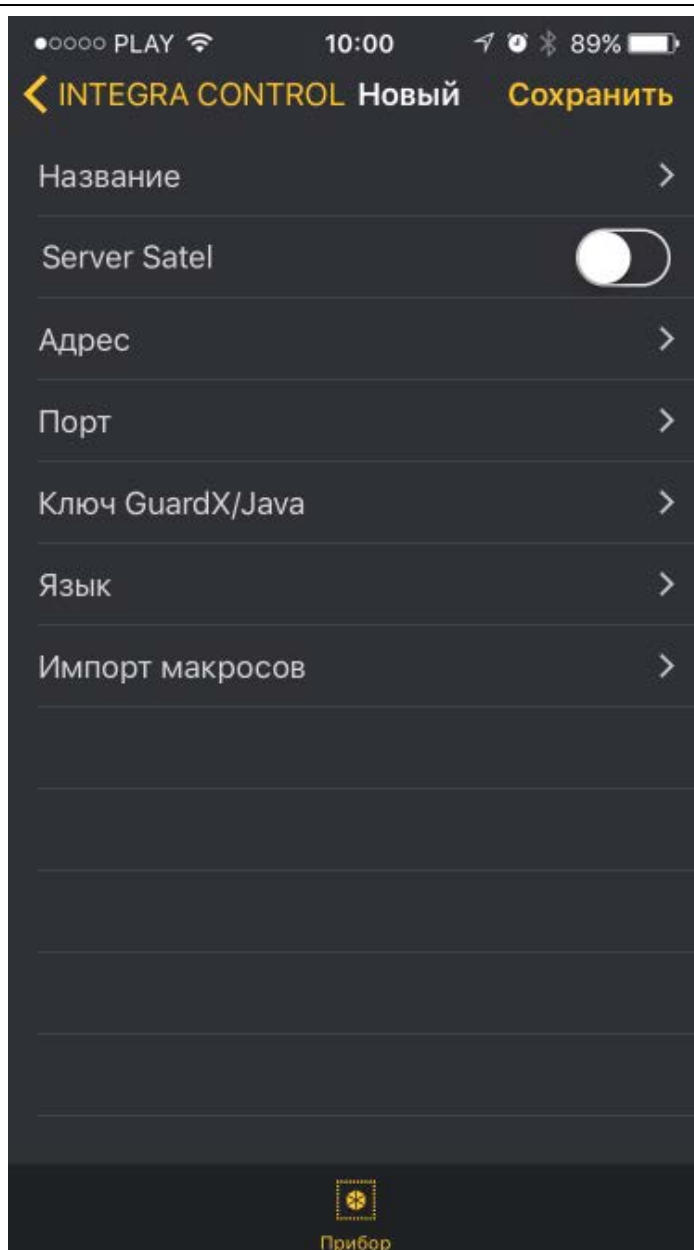 PLAY 10:00 89%
INTEGRA CONTROL Новый Сохранить
Название
Server Satel
Адрес
Порт
Ключ GuardX/Java
Язык
Импорт макросов
Прибор